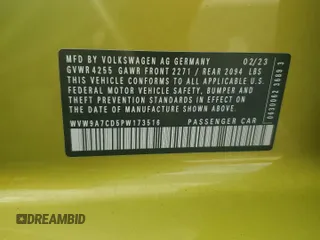 MFD BY VOLKSWAGEN AG GERMANY 02/23
GVWR 4255 GAWR FRONT 2271 / REAR 2094 LBS
THIS VEHICLE CONFORMS TO ALL APPLICABLE U.S.
FEDERAL MOTOR VEHICLE SAFETY, BUMPER AND
THEFT PREVENTION STANDARDS IN EFFECT ON THE
DATE OF MANUFACTURE SHOWN ABOVE.
WVW9A7CD5PW173516 PASSENGER CAR
DREAMBID